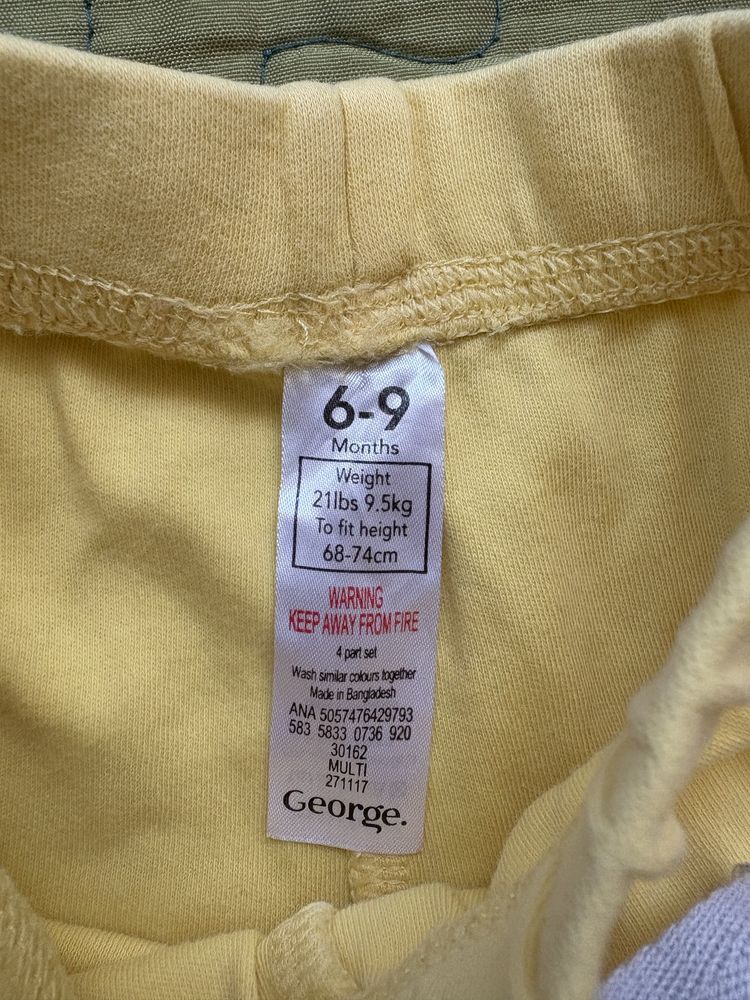 6-9
Months
Weight
21lbs 9.5kg
To fit height
68-74cm
WARNING
KEEP AWAY FROM FIRE
4 part set
Wash similar colours together
Made in Bangladesh
ANA 5057476429793
583 5833 0736 920
30162
MULTI
271117
George.